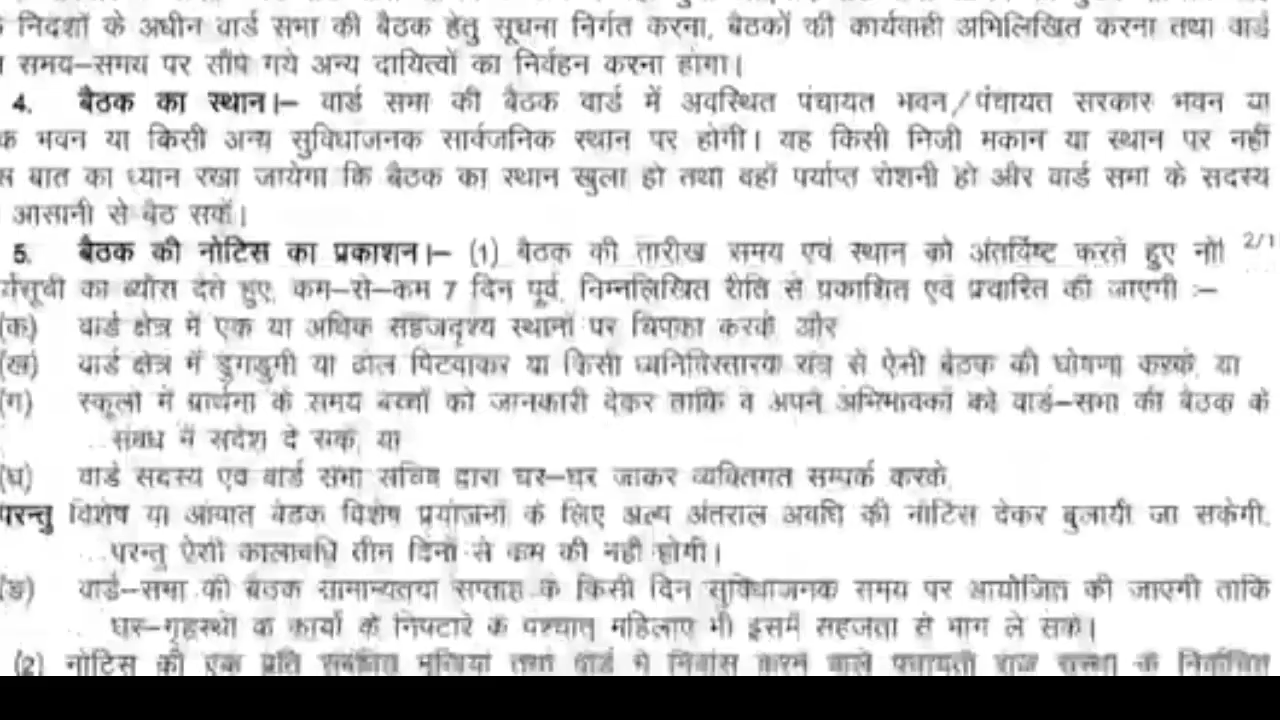 निदेशों के अधीन वार्ड सभा की बैठक हेतु सूचना निर्गत करना, बैठकों की कार्यवाही अभिलिखित करना तथा वार्ड
समय–समय पर सौंपे गये अन्य दायित्वों का निर्वहन करना होगा।
4. बैठक का स्थान।– वार्ड सभा की बैठक वार्ड में अवस्थित पंचायत भवन/पंचायत सरकार भवन या
क भवन या किसी अन्य सुविधाजनक सार्वजनिक स्थान पर होगी। यह किसी निजी मकान या स्थान पर नहीं
स बात का ध्यान रखा जायेगा कि बैठक का स्थान खुला हो तथा वहाँ पर्याप्त रोशनी हो और वार्ड सभा के सदस्य
आसानी से बैठ सकें।
5. बैठक की नोटिस का प्रकाशन।– (1) बैठक की तारीख समय एवं स्थान को अंतर्विष्ट करते हुए नो
2/1
र्यसूची का ब्यौरा देते हुए, कम–से–कम 7 दिन पूर्व, निम्नलिखित रीति से प्रकाशित एवं प्रचारित की जाएगी :–
(क) वार्ड क्षेत्र में एक या अधिक सहजदृश्य स्थानों पर चिपका करके और
(ख) वार्ड क्षेत्र में डुगडुगी या ढोल पिटवाकर या किसी ध्वनिविस्तारक यंत्र से ऐसी बैठक की घोषणा करके, या
(ग) स्कूलों में प्रार्थना के समय बच्चों को जानकारी देकर ताकि वे अपने अभिभावकों को वार्ड–सभा की बैठक के
संबंध में संदेश दे सकें, या
(घ) वार्ड सदस्य एवं वार्ड सभा सचिव द्वारा घर–घर जाकर व्यक्तिगत सम्पर्क करके,
परन्तु विशेष या आपात बैठक विशेष प्रयोजनों के लिए अल्प अंतराल अवधि की नोटिस देकर बुलायी जा सकेगी,
परन्तु ऐसी कालावधि तीन दिनों से कम की नहीं होगी।
(ङ) वार्ड–सभा की बैठक सामान्यतया सप्ताह के किसी दिन सुविधाजनक समय पर आयोजित की जाएगी ताकि
घर–गृहस्थी के कार्यों के निपटारे के पश्चात् महिलाएं भी इसमें सहजता से भाग ले सकें।
(2) नोटिस की एक प्रति संबंधित मुखिया तथा वार्ड में निवास करने वाले पंचायती राज संस्था के निर्वाचित